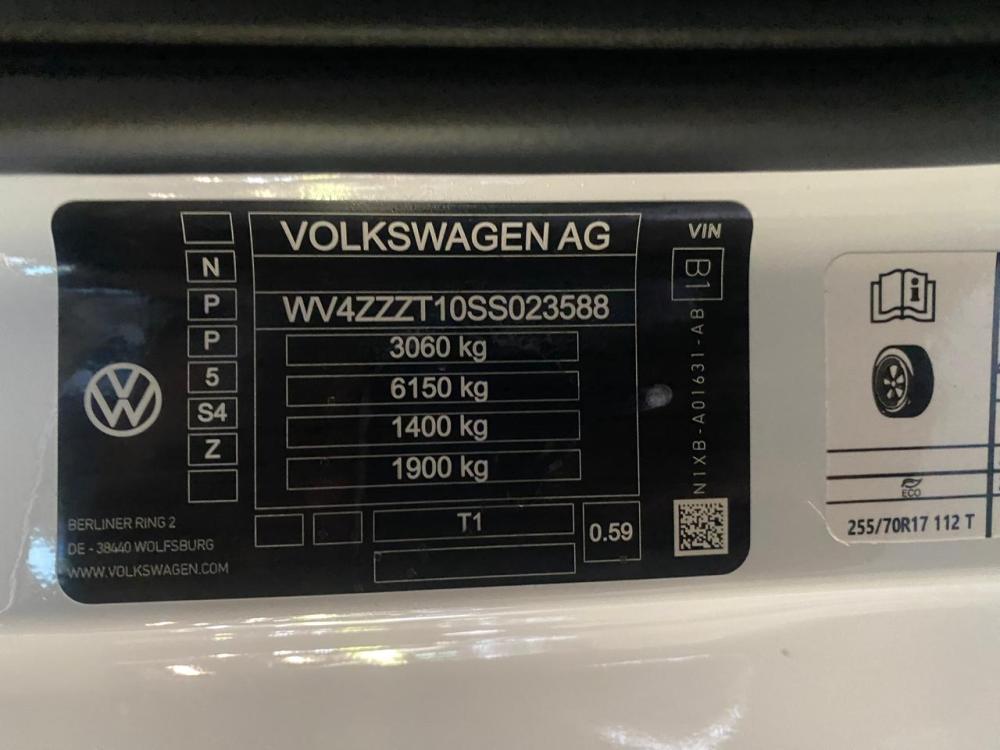 VOLKSWAGEN AG
VIN
B1
N
P
P
5
S4
Z
WV4ZZZT10SS023588
3060 kg
6150 kg
1400 kg
1900 kg
N1XB-A01631-AB
T1
0.59
BERLINER RING 2
DE - 38440 WOLFSBURG
WWW.VOLKSWAGEN.COM
i
ECO
255/70R17 112 T